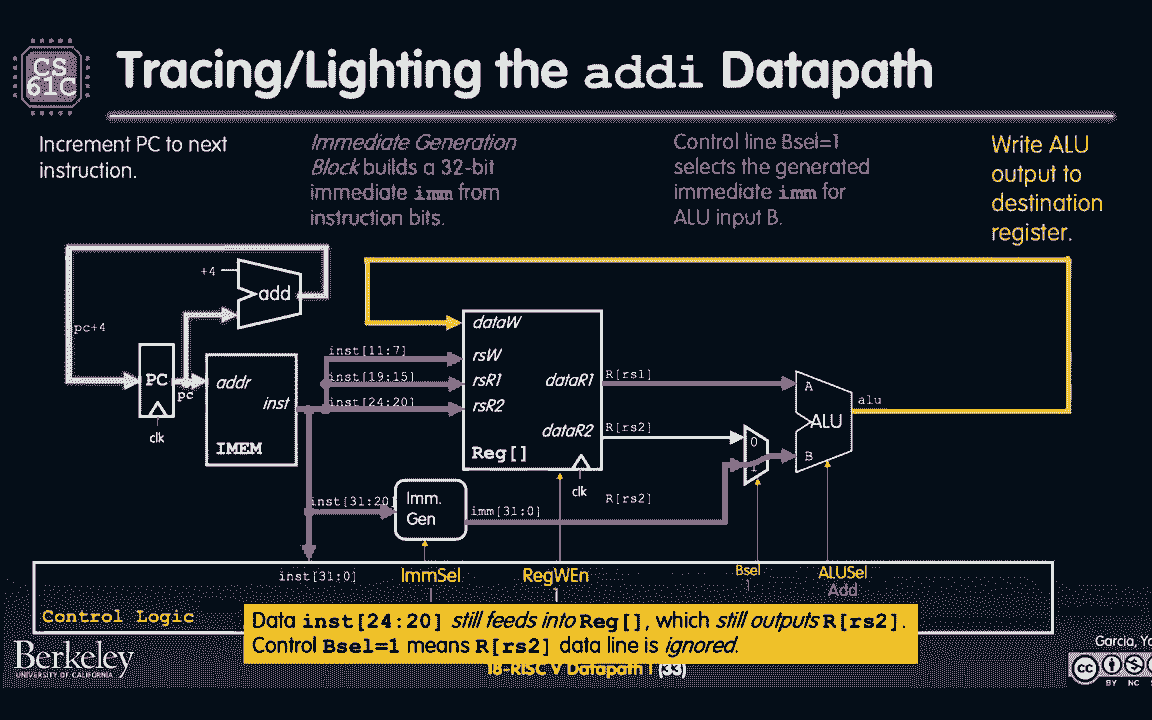 CS
61C
Tracing/Lighting the addi Datapath
Increment PC to next
instruction.
Immediate Generation
Block builds a 32-bit
immediate imm from
instruction bits.
Control line Bsel=1
selects the generated
immediate imm for
ALU input B.
Write ALU
output to
destination
register.
+4
add
pc+4
PC
pc
clk
addr
inst
IMEM
inst[11:7]
inst[19:15]
inst[24:20]
dataW
rsW
rsR1
rsR2
dataR1
dataR2
Reg[]
clk
R[rs1]
R[rs2]
R[rs2]
0
1
A
B
ALU
alu
inst[31:20]
Imm.
Gen
imm[31:0]
inst[31:0]
ImmSel
I
RegWEn
1
Bsel
1
ALUSel
Add
Control Logic
Data inst[24:20] still feeds into Reg[], which still outputs R[rs2].
Control Bsel=1 means R[rs2] data line is ignored.
Berkeley
UNIVERSITY OF CALIFORNIA
18-RISC V Datapath I (33)
Garcia, Yo
cc
BY NC